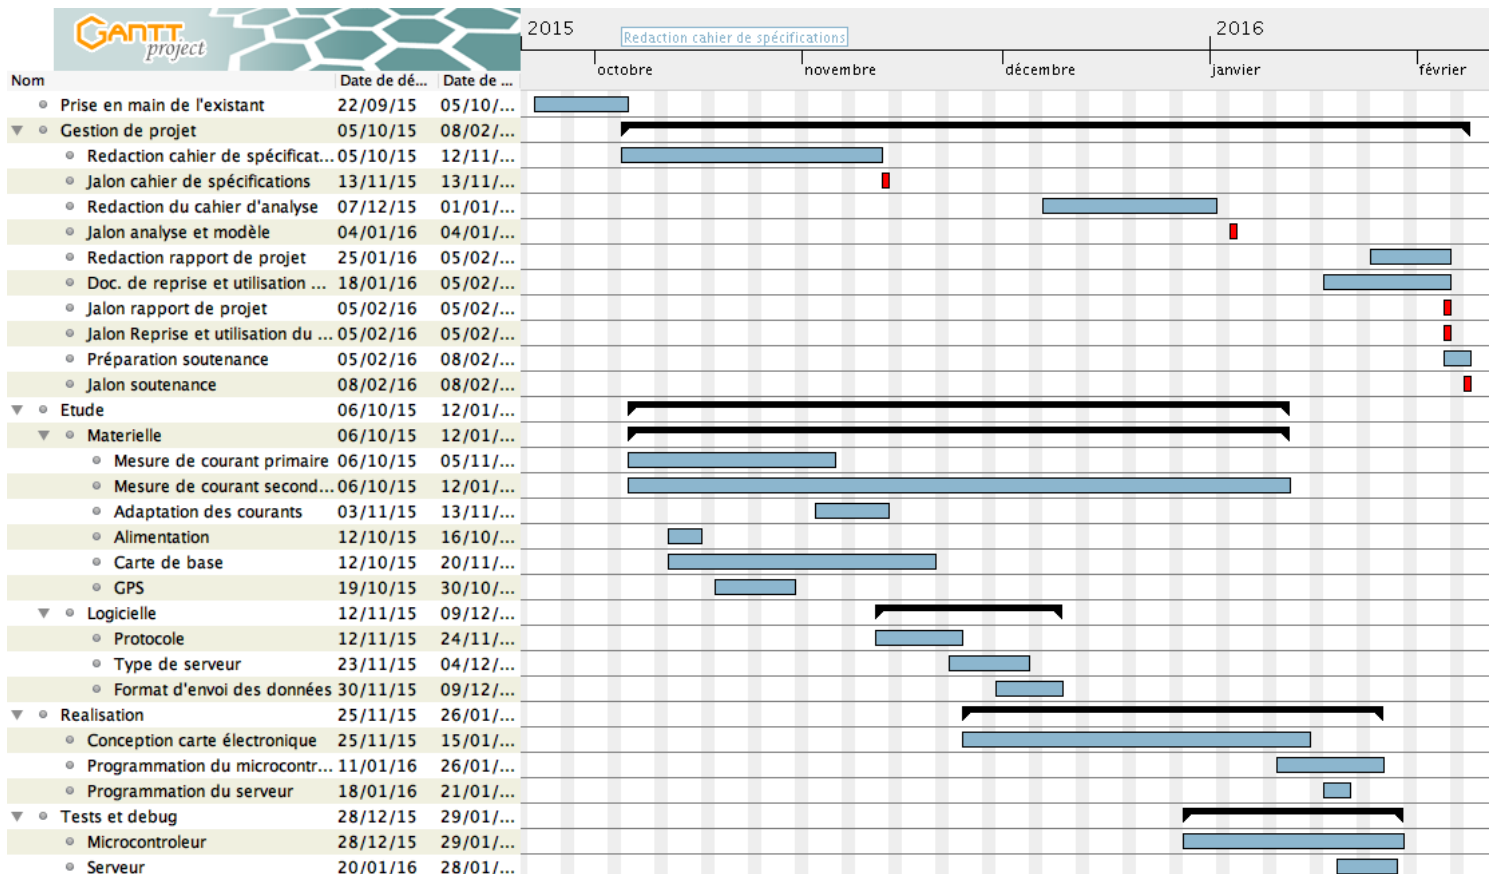 GANTT project
2015
2016
Redaction cahier de spécifications
octobre novembre décembre janvier février
Nom Date de dé... Date de ...
Prise en main de l'existant 22/09/15 05/10/...
Gestion de projet 05/10/15 08/02/...
Redaction cahier de spécificat... 05/10/15 12/11/...
Jalon cahier de spécifications 13/11/15 13/11/...
Redaction du cahier d'analyse 07/12/15 01/01/...
Jalon analyse et modèle 04/01/16 04/01/...
Redaction rapport de projet 25/01/16 05/02/...
Doc. de reprise et utilisation ... 18/01/16 05/02/...
Jalon rapport de projet 05/02/16 05/02/...
Jalon Reprise et utilisation du ... 05/02/16 05/02/...
Préparation soutenance 05/02/16 08/02/...
Jalon soutenance 08/02/16 08/02/...
Etude 06/10/15 12/01/...
Materielle 06/10/15 12/01/...
Mesure de courant primaire 06/10/15 05/11/...
Mesure de courant second... 06/10/15 12/01/...
Adaptation des courants 03/11/15 13/11/...
Alimentation 12/10/15 16/10/...
Carte de base 12/10/15 20/11/...
GPS 19/10/15 30/10/...
Logicielle 12/11/15 09/12/...
Protocole 12/11/15 24/11/...
Type de serveur 23/11/15 04/12/...
Format d'envoi des données 30/11/15 09/12/...
Realisation 25/11/15 26/01/...
Conception carte électronique 25/11/15 15/01/...
Programmation du microcontr... 11/01/16 26/01/...
Programmation du serveur 18/01/16 21/01/...
Tests et debug 28/12/15 29/01/...
Microcontroleur 28/12/15 29/01/...
Serveur 20/01/16 28/01/...